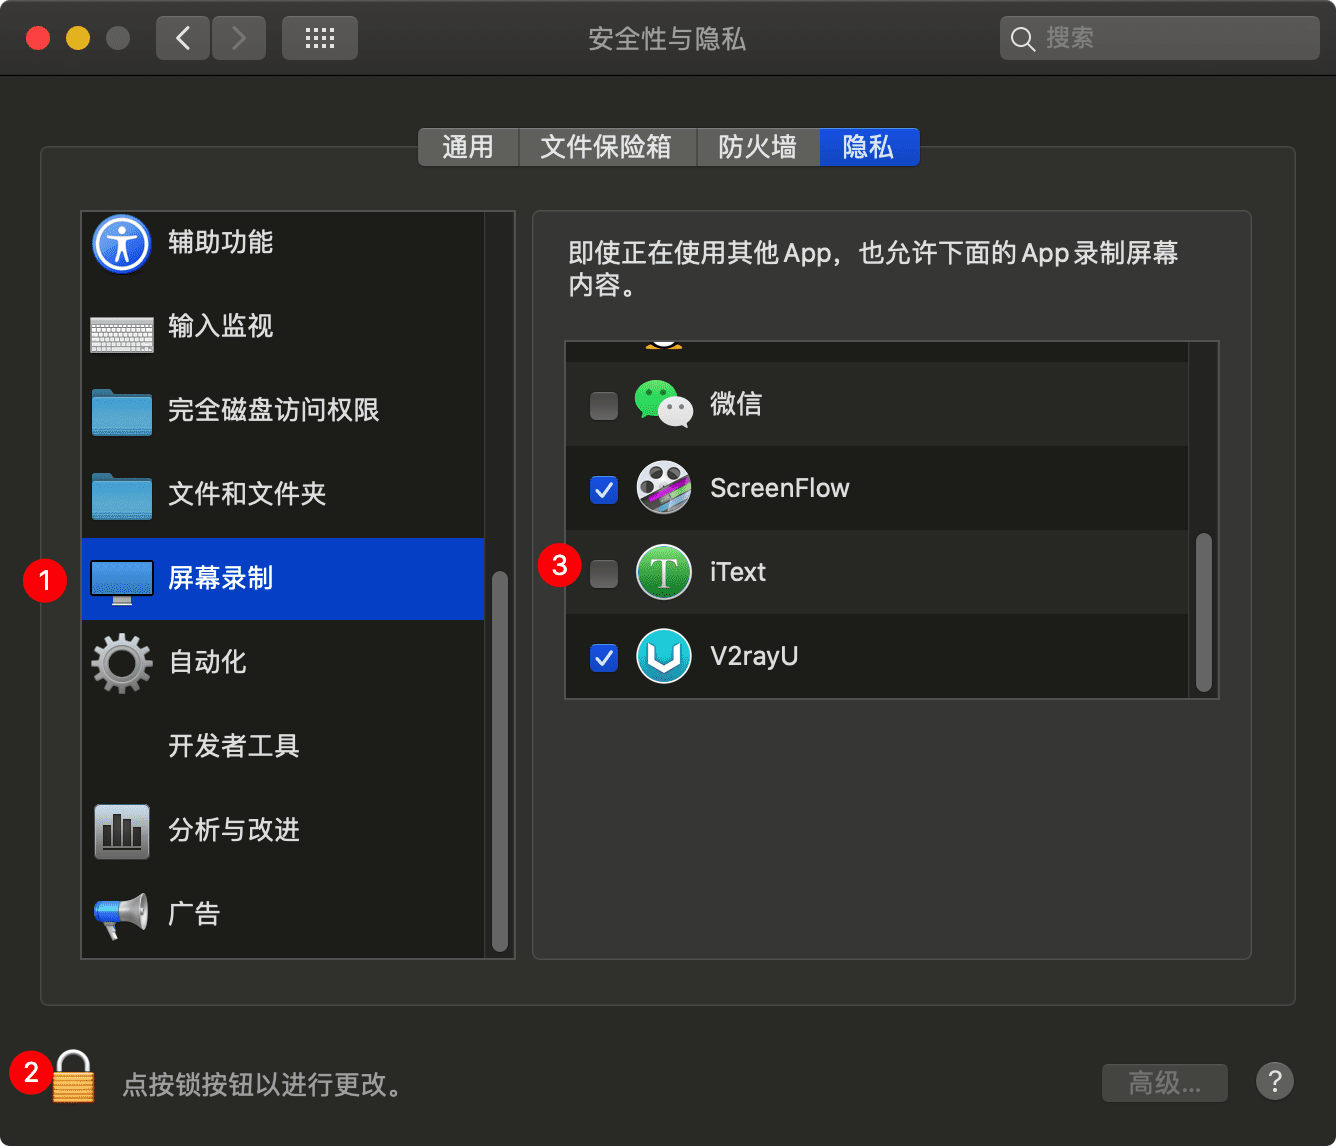 安全性与隐私
搜索
通用
文件保险箱
防火墙
隐私
辅助功能
输入监视
完全磁盘访问权限
文件和文件夹
1
屏幕录制
自动化
开发者工具
分析与改进
广告
即使正在使用其他 App，也允许下面的 App 录制屏幕
内容。
微信
ScreenFlow
3
iText
V2rayU
2
点按锁按钮以进行更改。
高级...
?